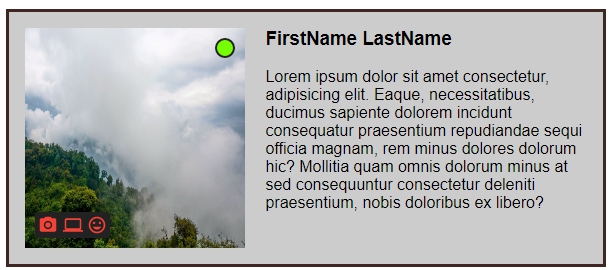 FirstName LastName
Lorem ipsum dolor sit amet consectetur,
adipisicing elit. Eaque, necessitatibus,
ducimus sapiente dolorem incidunt
consequatur praesentium repudiandae sequi
officia magnam, rem minus dolores dolorum
hic? Mollitia quam omnis dolorum minus at
sed consequuntur consectetur deleniti
praesentium, nobis doloribus ex libero?